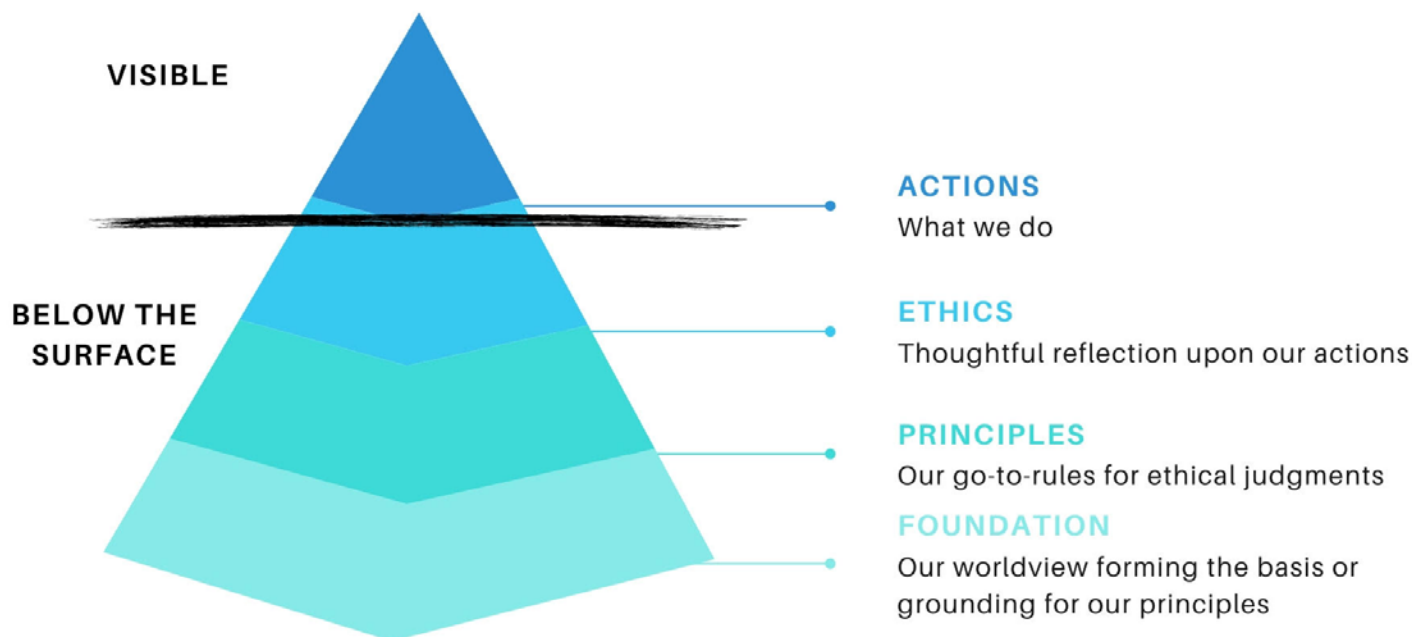 VISIBLE
ACTIONS
What we do
BELOW THE
SURFACE
ETHICS
Thoughtful reflection upon our actions
PRINCIPLES
Our go-to-rules for ethical judgments
FOUNDATION
Our worldview forming the basis or
grounding for our principles